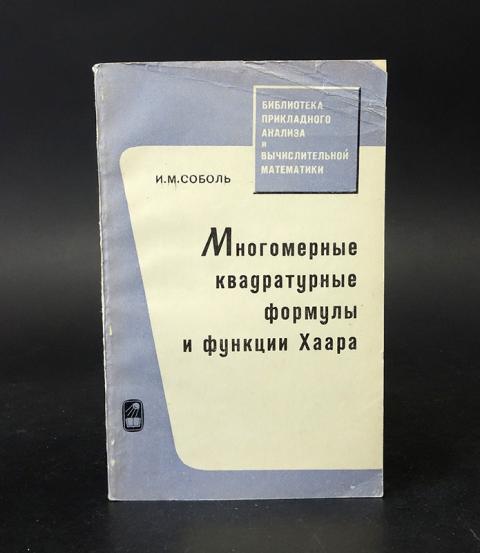 БИБЛИОТЕКА
ПРИКЛАДНОГО
АНАЛИЗА
и
ВЫЧИСЛИТЕЛЬНОЙ
МАТЕМАТИКИ
И.М.СОБОЛЬ
Многомерные
квадратурные
формулы
и функции Хаара